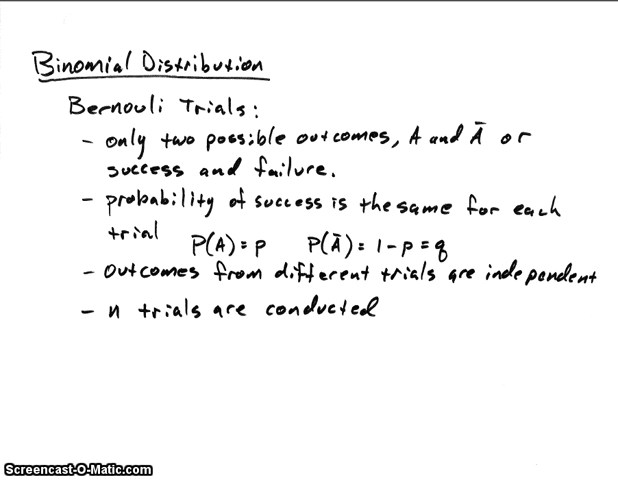 Binomial Distribution
Bernouli Trials:
- only two possible outcomes, A and Ā or
success and failure.
- probability of success is the same for each
trial P(A) = p P(Ā) = 1 - p = q
- outcomes from different trials are independent
- n trials are conducted
Screencast-O-Matic.com